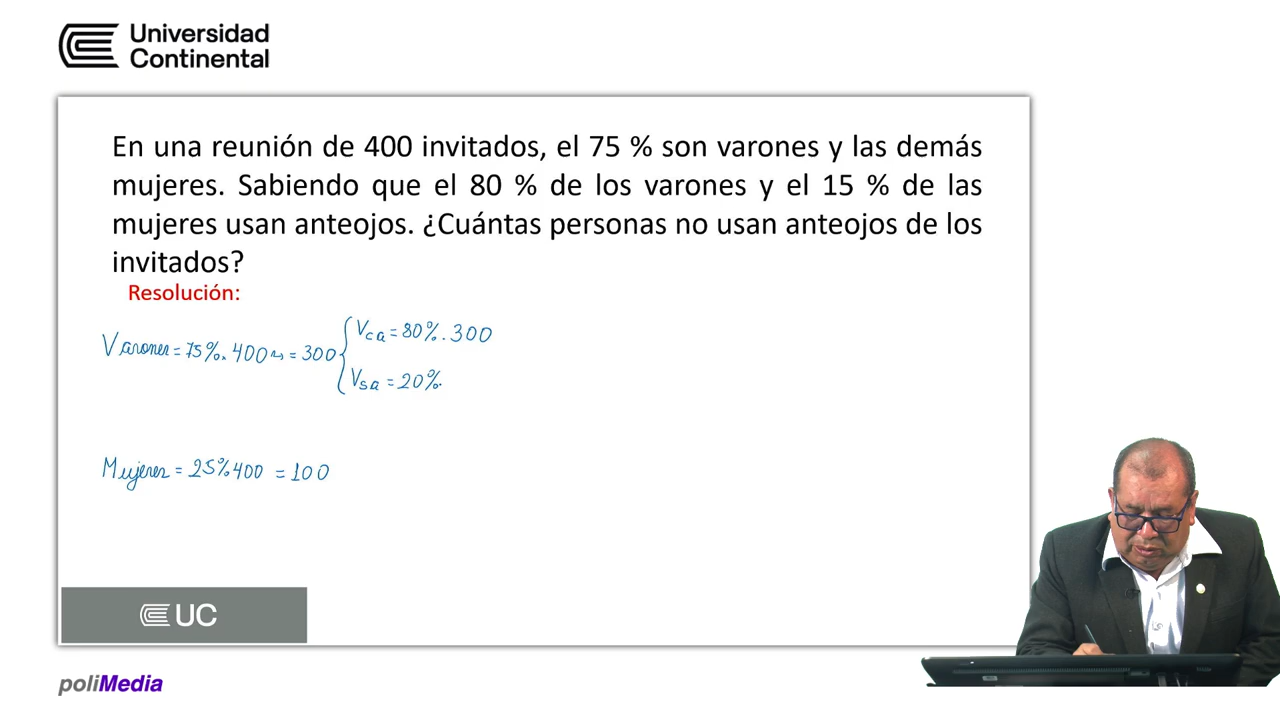 Universidad
Continental
En una reunión de 400 invitados, el 75 % son varones y las demás
mujeres. Sabiendo que el 80 % de los varones y el 15 % de las
mujeres usan anteojos. ¿Cuántas personas no usan anteojos de los
invitados?
Resolución:
Varones = 75%. 400 → = 300
Vca = 80% . 300
Vsa = 20%.
Mujeres = 25% 400 = 100
UC
poliMedia